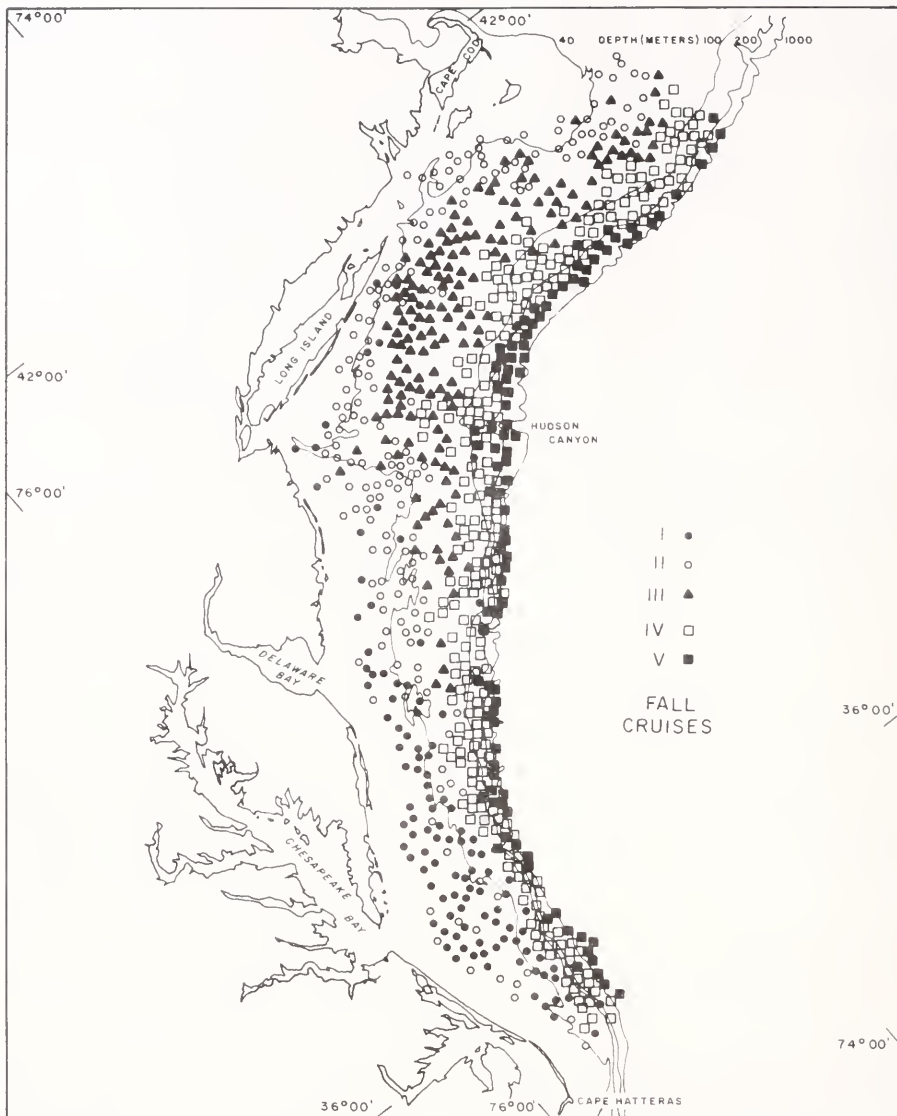 74°00'
42°00'
40 DEPTH (METERS) 100 200 1000
CAPE COD
LONG ISLAND
42°00'
HUDSON
CANYON
76°00'
I
II
III
IV
V
FALL
CRUISES
DELAWARE
BAY
36°00'
CHESAPEAKE BAY
74°00'
CAPE HATTERAS
36°00'
76°00'